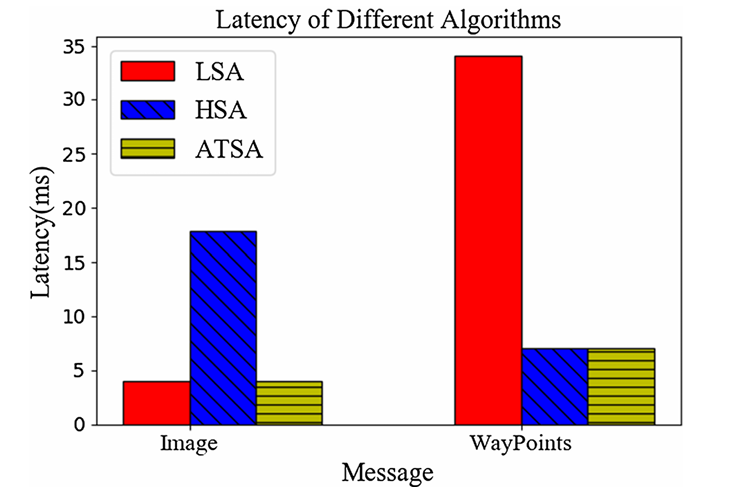 Latency of Different Algorithms
35
30
25
20
15
10
5
0
Latency(ms)
LSA
HSA
ATSA
Image
WayPoints
Message